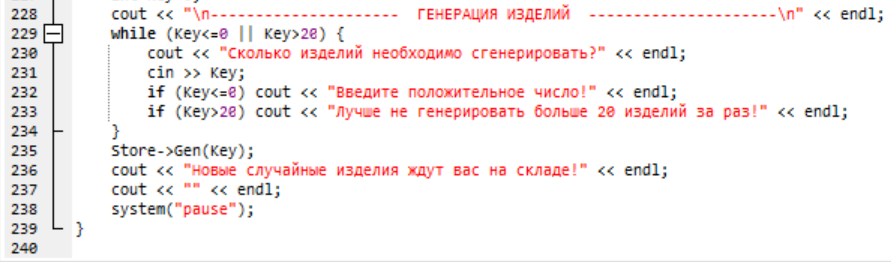 228 cout << "\n--------------------- ГЕНЕРАЦИЯ ИЗДЕЛИЙ ---------------------\n" << endl;
229 while (Key<=0 || Key>20) {
230 cout << "Сколько изделий необходимо сгенерировать?" << endl;
231 cin >> Key;
232 if (Key<=0) cout << "Введите положительное число!" << endl;
233 if (Key>20) cout << "Лучше не генерировать больше 20 изделий за раз!" << endl;
234 }
235 Store->Gen(Key);
236 cout << "Новые случайные изделия ждут вас на складе!" << endl;
237 cout << "" << endl;
238 system("pause");
239 }
240